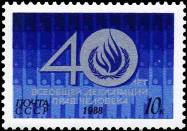 40 ЛЕТ
ВСЕОБЩЕЙ ДЕКЛАРАЦИИ
ПРАВ ЧЕЛОВЕКА
ПОЧТА
СССР
1988
10к